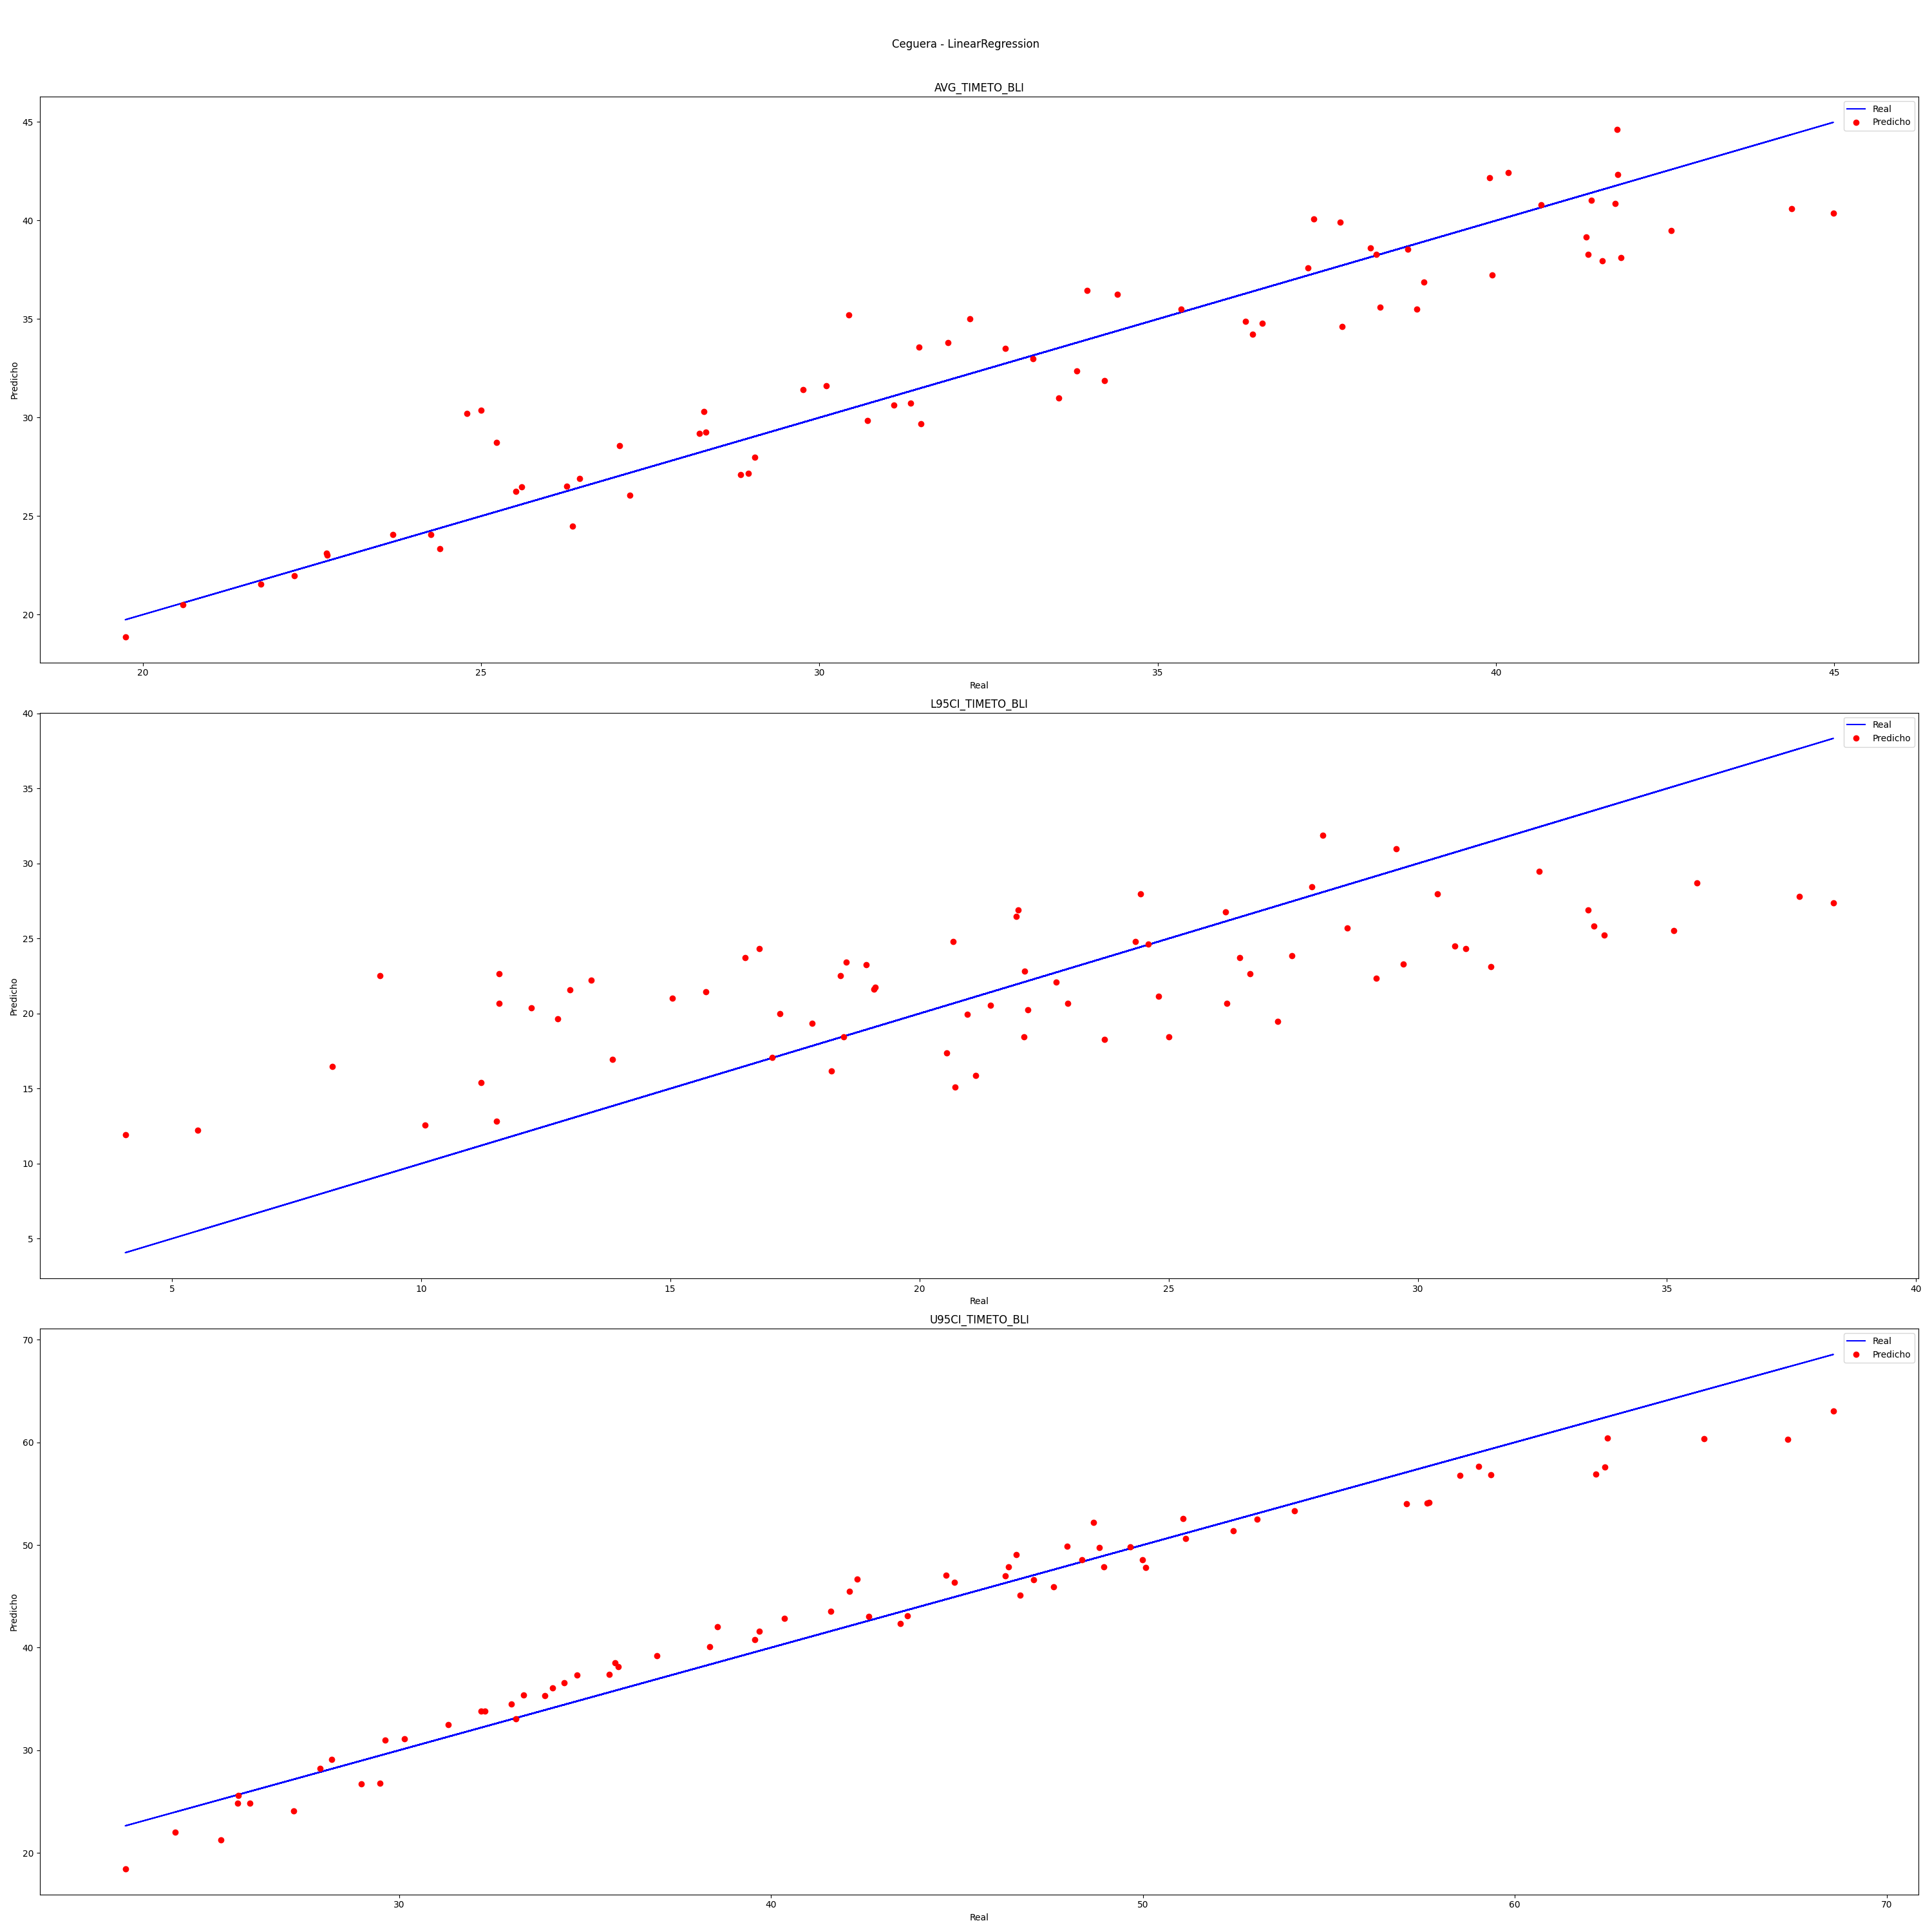 Ceguera - LinearRegression
AVG_TIMETO_BLI
Real
Predicho
45
40
35
30
25
20
Predicho
20 25 30 35 40 45
Real
L95CI_TIMETO_BLI
Real
Predicho
40
35
30
25
20
15
10
5
Predicho
5 10 15 20 25 30 35 40
Real
U95CI_TIMETO_BLI
Real
Predicho
70
60
50
40
30
20
Predicho
30 40 50 60 70
Real